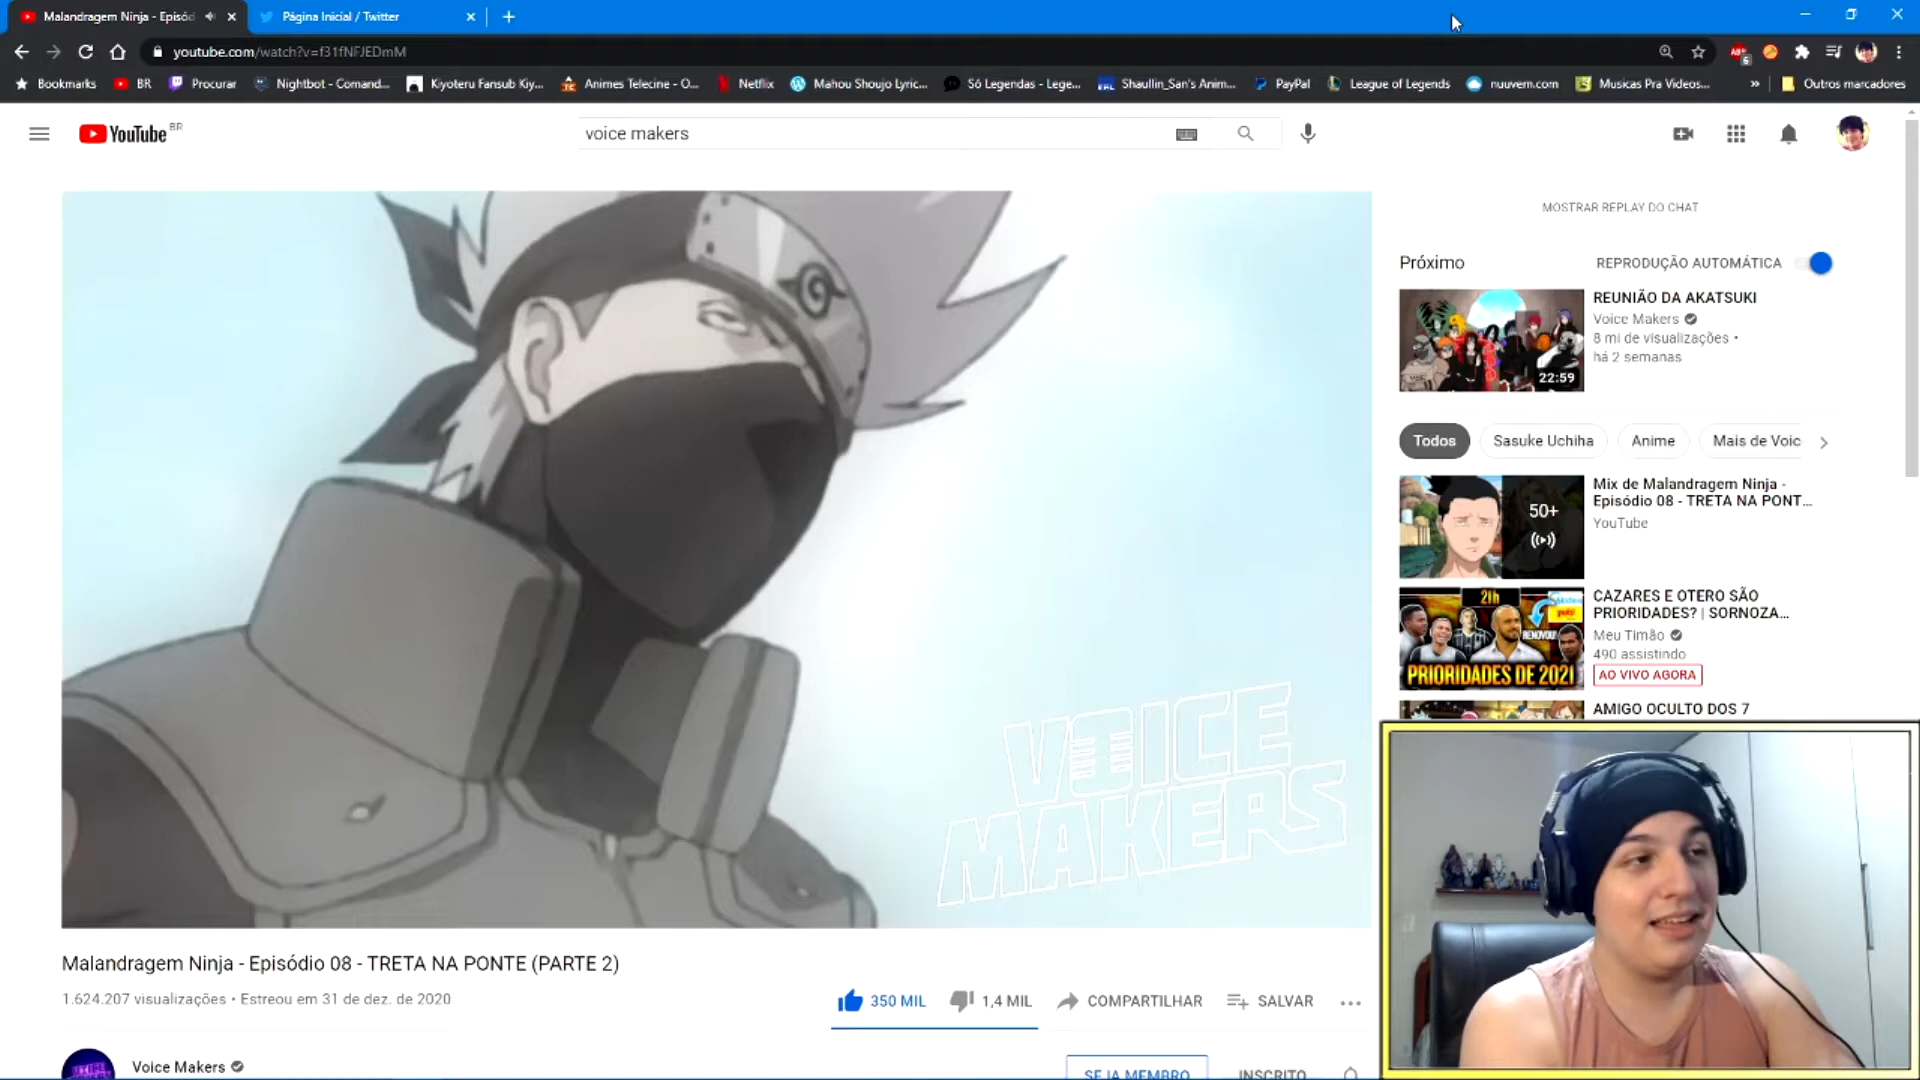 Malandragem Ninja - Episód
Página Inicial / Twitter
youtube.com/watch?v=f31fNFJEDmM
ABP
6
Bookmarks
BR
Procurar
Nightbot - Comand...
Kiyoteru Fansub Kiy...
Animes Telecine - O...
Netflix
Mahou Shoujo Lyric...
Só Legendas - Lege...
Shaullin_San's Anim...
PayPal
League of Legends
nuuvem.com
Musicas Pra Videos...
»
Outros marcadores
YouTube BR
voice makers
MOSTRAR REPLAY DO CHAT
Próximo
REPRODUÇÃO AUTOMÁTICA
REUNIÃO DA AKATSUKI
Voice Makers
8 mi de visualizações •
há 2 semanas
22:59
Todos
Sasuke Uchiha
Anime
Mais de Voic
50+
Mix de Malandragem Ninja -
Episódio 08 - TRETA NA PONT...
YouTube
21h
RENOVOU
PRIORIDADES DE 2021
CAZARES E OTERO SÃO
PRIORIDADES? | SORNOZA...
Meu Timão
490 assistindo
AO VIVO AGORA
AMIGO OCULTO DOS 7
VOICE
MAKERS
Malandragem Ninja - Episódio 08 - TRETA NA PONTE (PARTE 2)
1.624.207 visualizações • Estreou em 31 de dez. de 2020
350 MIL
1,4 MIL
COMPARTILHAR
SALVAR
Voice Makers
SEJA MEMBRO
INSCRITO